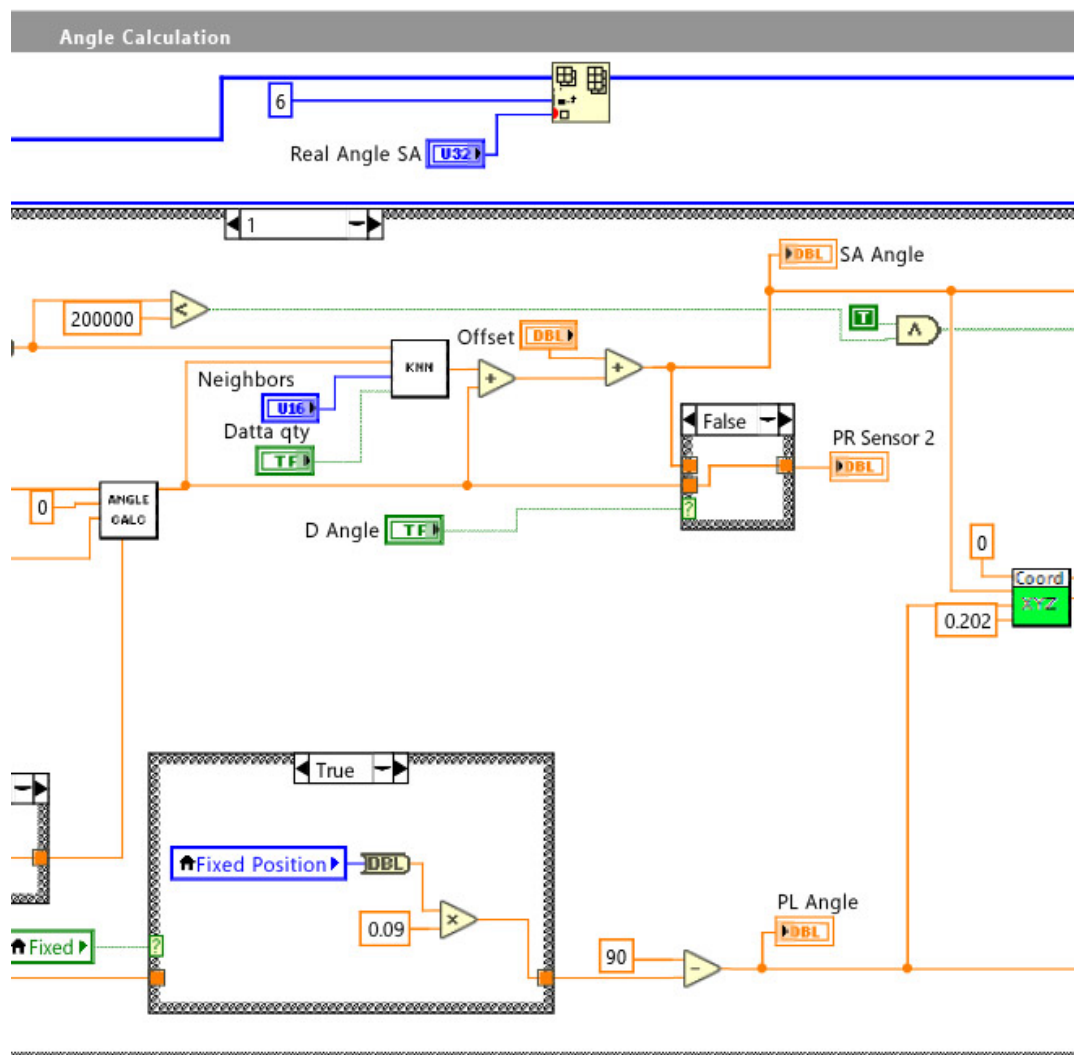 Angle Calculation
6
Real Angle SA U32
1
DBL SA Angle
200000 <
T
Offset DBL
KNN
Neighbors
U16
Datta qty
TF
False
PR Sensor 2
DBL
0 ANGLE
CALC
D Angle TF
?
0
Coord
XYZ
0.202
True
Fixed Position DBL
0.09 ×
PL Angle
DBL
Fixed ?
90 −